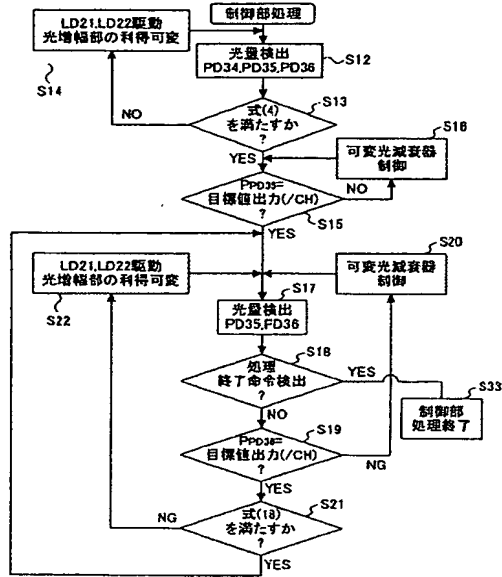 制御部処理
LD21,LD22駆動
光増幅部の利得可変
S14
光量検出
PD34,PD35,PD36
S12
式(4)
を満たすか
?
S13
NO
YES
可変光減衰器
制御
S16
PPD36=
目標値出力(/CH)
?
NO
S15
YES
LD21,LD22駆動
光増幅部の利得可変
S22
可変光減衰器
制御
S20
S17
光量検出
PD35,PD36
処理
終了命令検出
?
S18
YES
S33
制御部
処理終了
NO
PPD36=
目標値出力(/CH)
?
S19
NG
YES
式(18)
を満たすか
?
S21
NG
YES